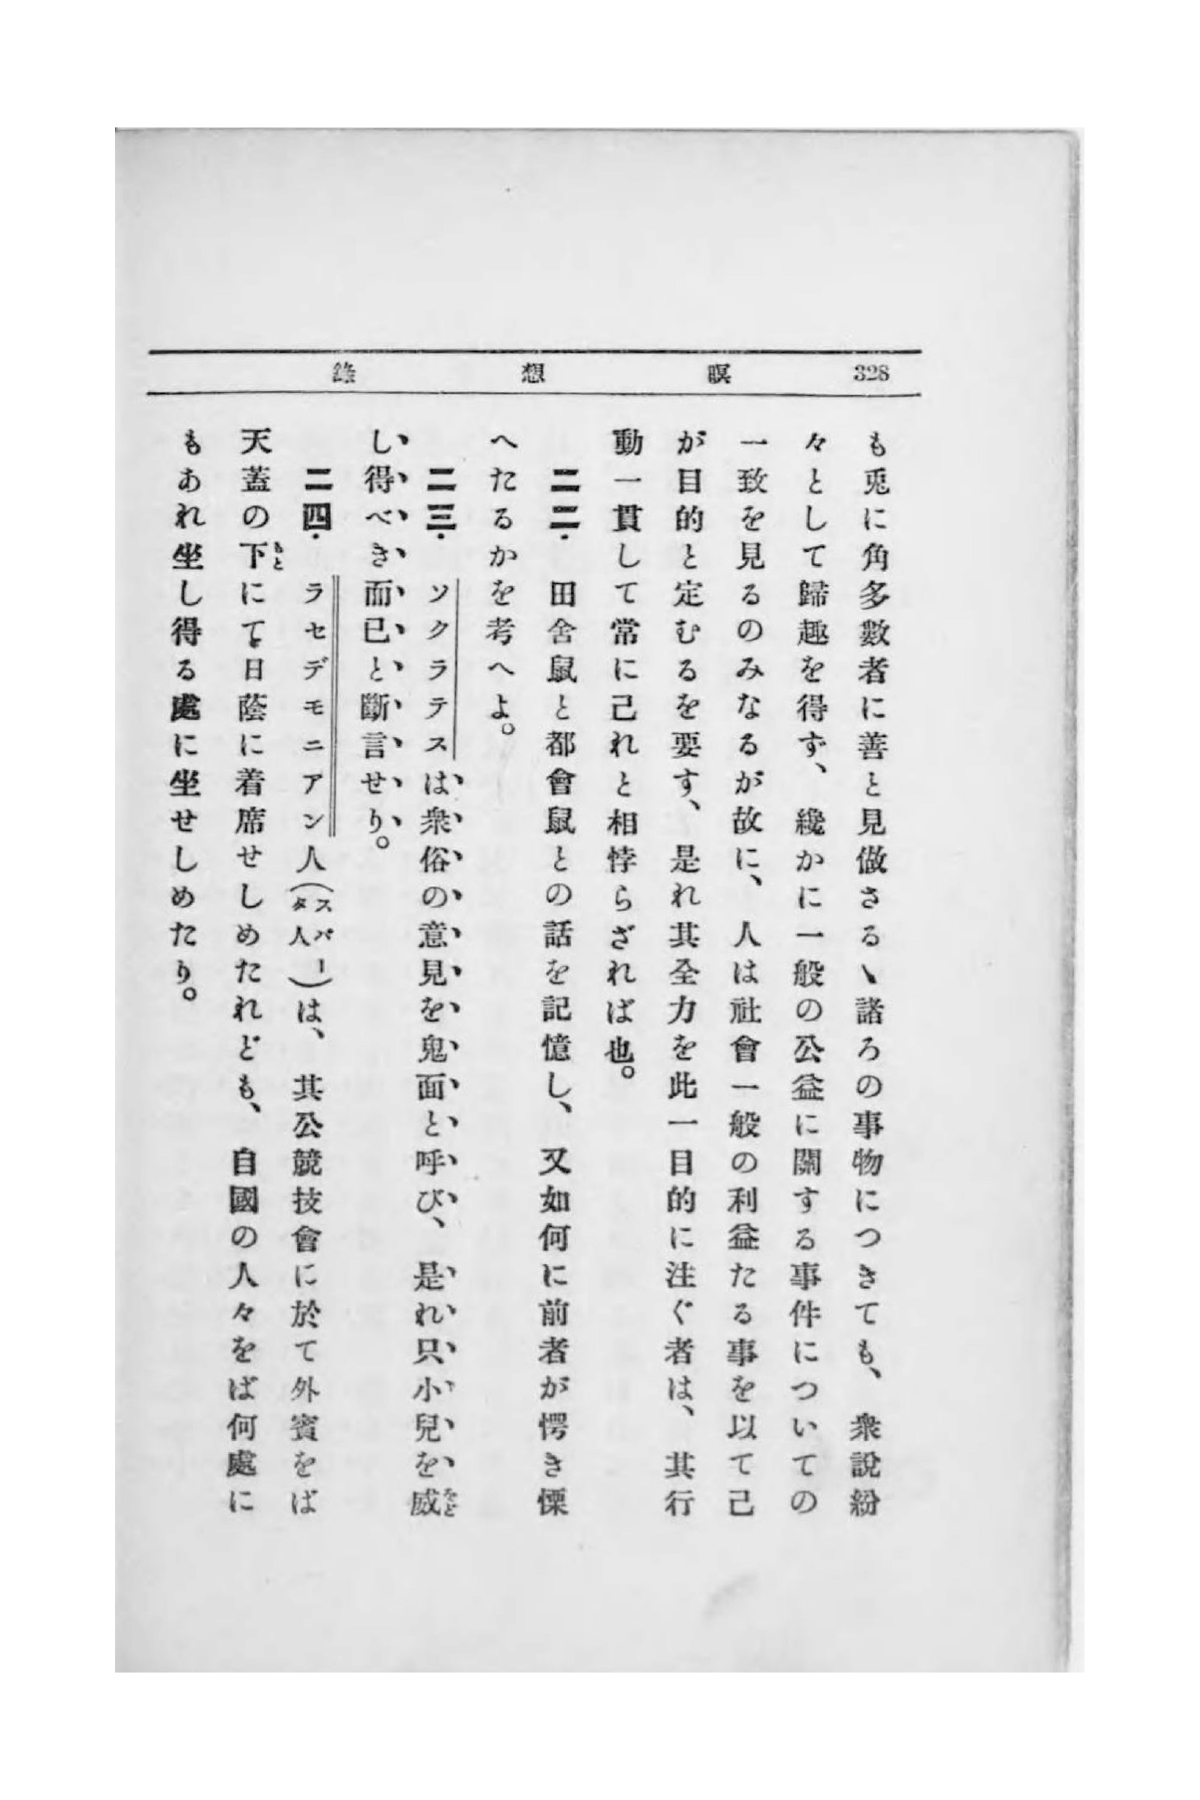 328 瞑想錄
も兎に角多數者に善と見做さるゝ諸ろの事物につきても、衆說紛
々として歸趣を得ず、纔かに一般の公益に關する事件についての
一致を見るのみなるが故に、人は社會一般の利益たる事を以て己
が目的と定むるを要す、是れ其全力を此一目的に注ぐ者は、其行
動一貫して常に己れと相悖らざれば也。
二二. 田舍鼠と都會鼠との話を記憶し、又如何に前者が愕き慄
へたるかを考へよ。
二三. ソクラテスは衆俗の意見を鬼面と呼び、是れ只小兒を威
し得べき而已と斷言せり。
二四. ラセデモニアン人(スパータ人)は、其公競技會に於て外賓をば
天蓋の下にて日蔭に着席せしめたれども、自國の人々をば何處に
もあれ坐し得る處に坐せしめたり。